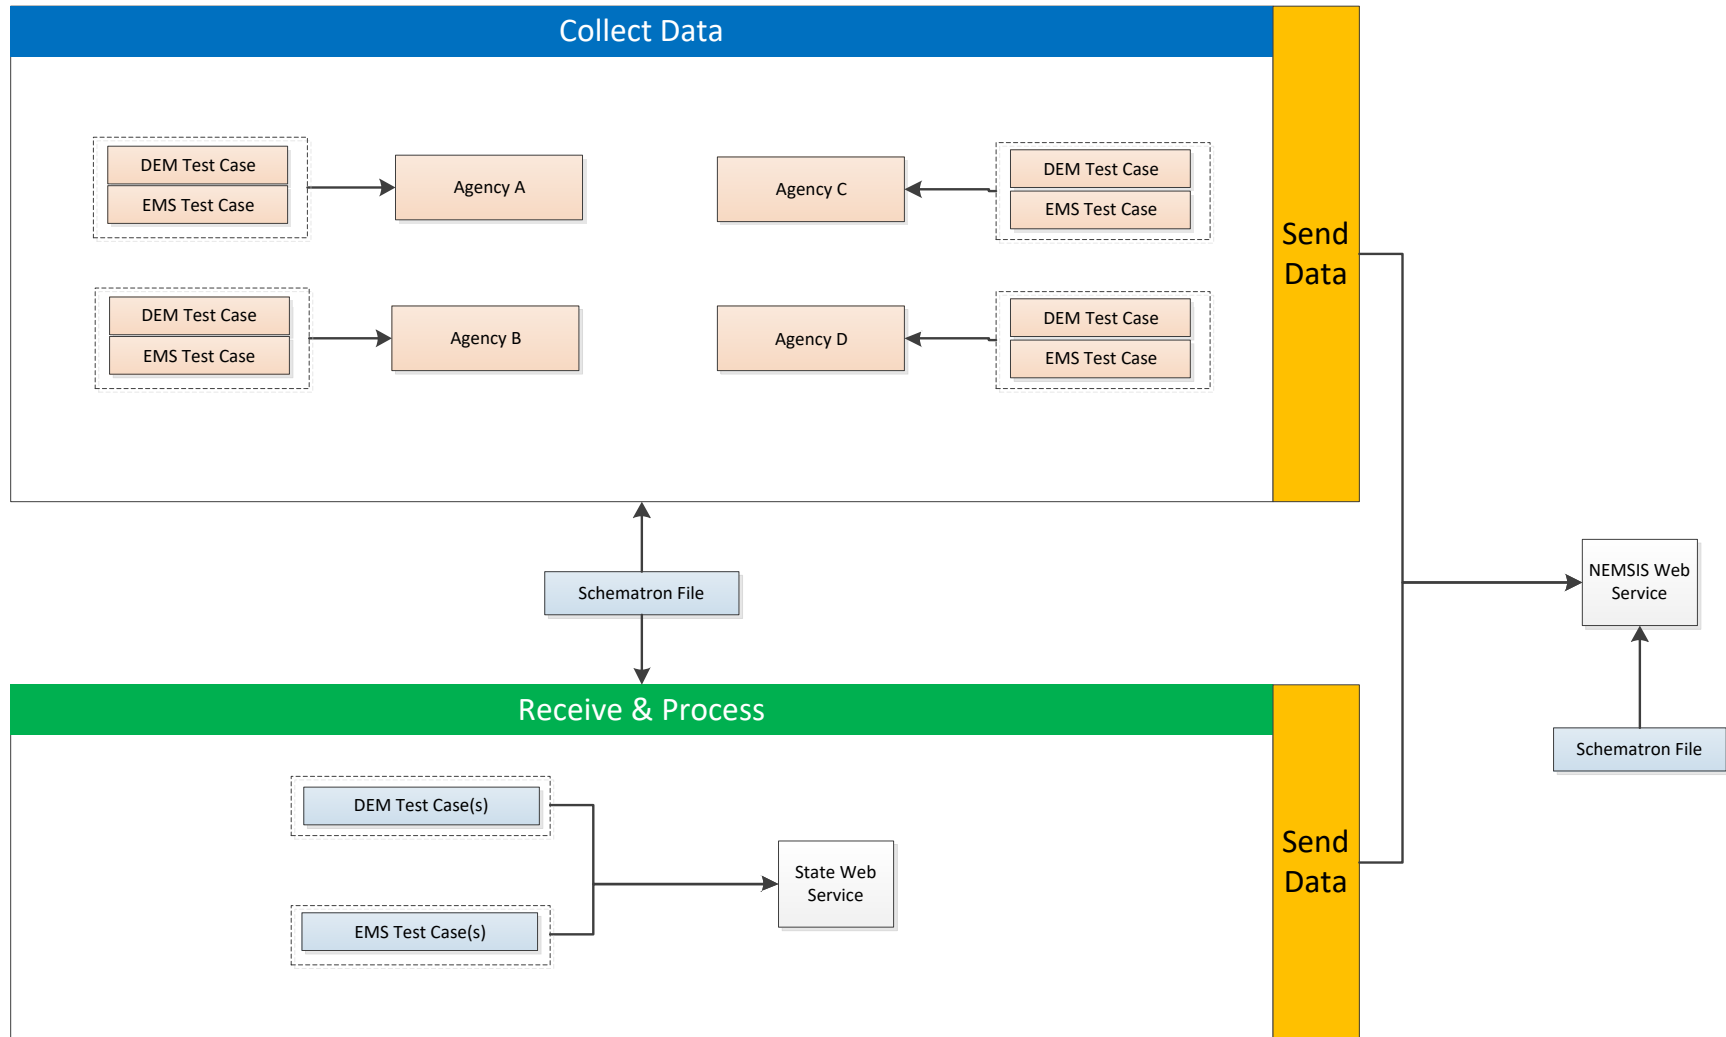 Collect Data
DEM Test Case
EMS Test Case
Agency A
Agency C
DEM Test Case
EMS Test Case
Send
Data
DEM Test Case
EMS Test Case
Agency B
Agency D
DEM Test Case
EMS Test Case
Schematron File
NEMSIS Web
Service
Receive & Process
Schematron File
DEM Test Case(s)
State Web
Service
EMS Test Case(s)
Send
Data